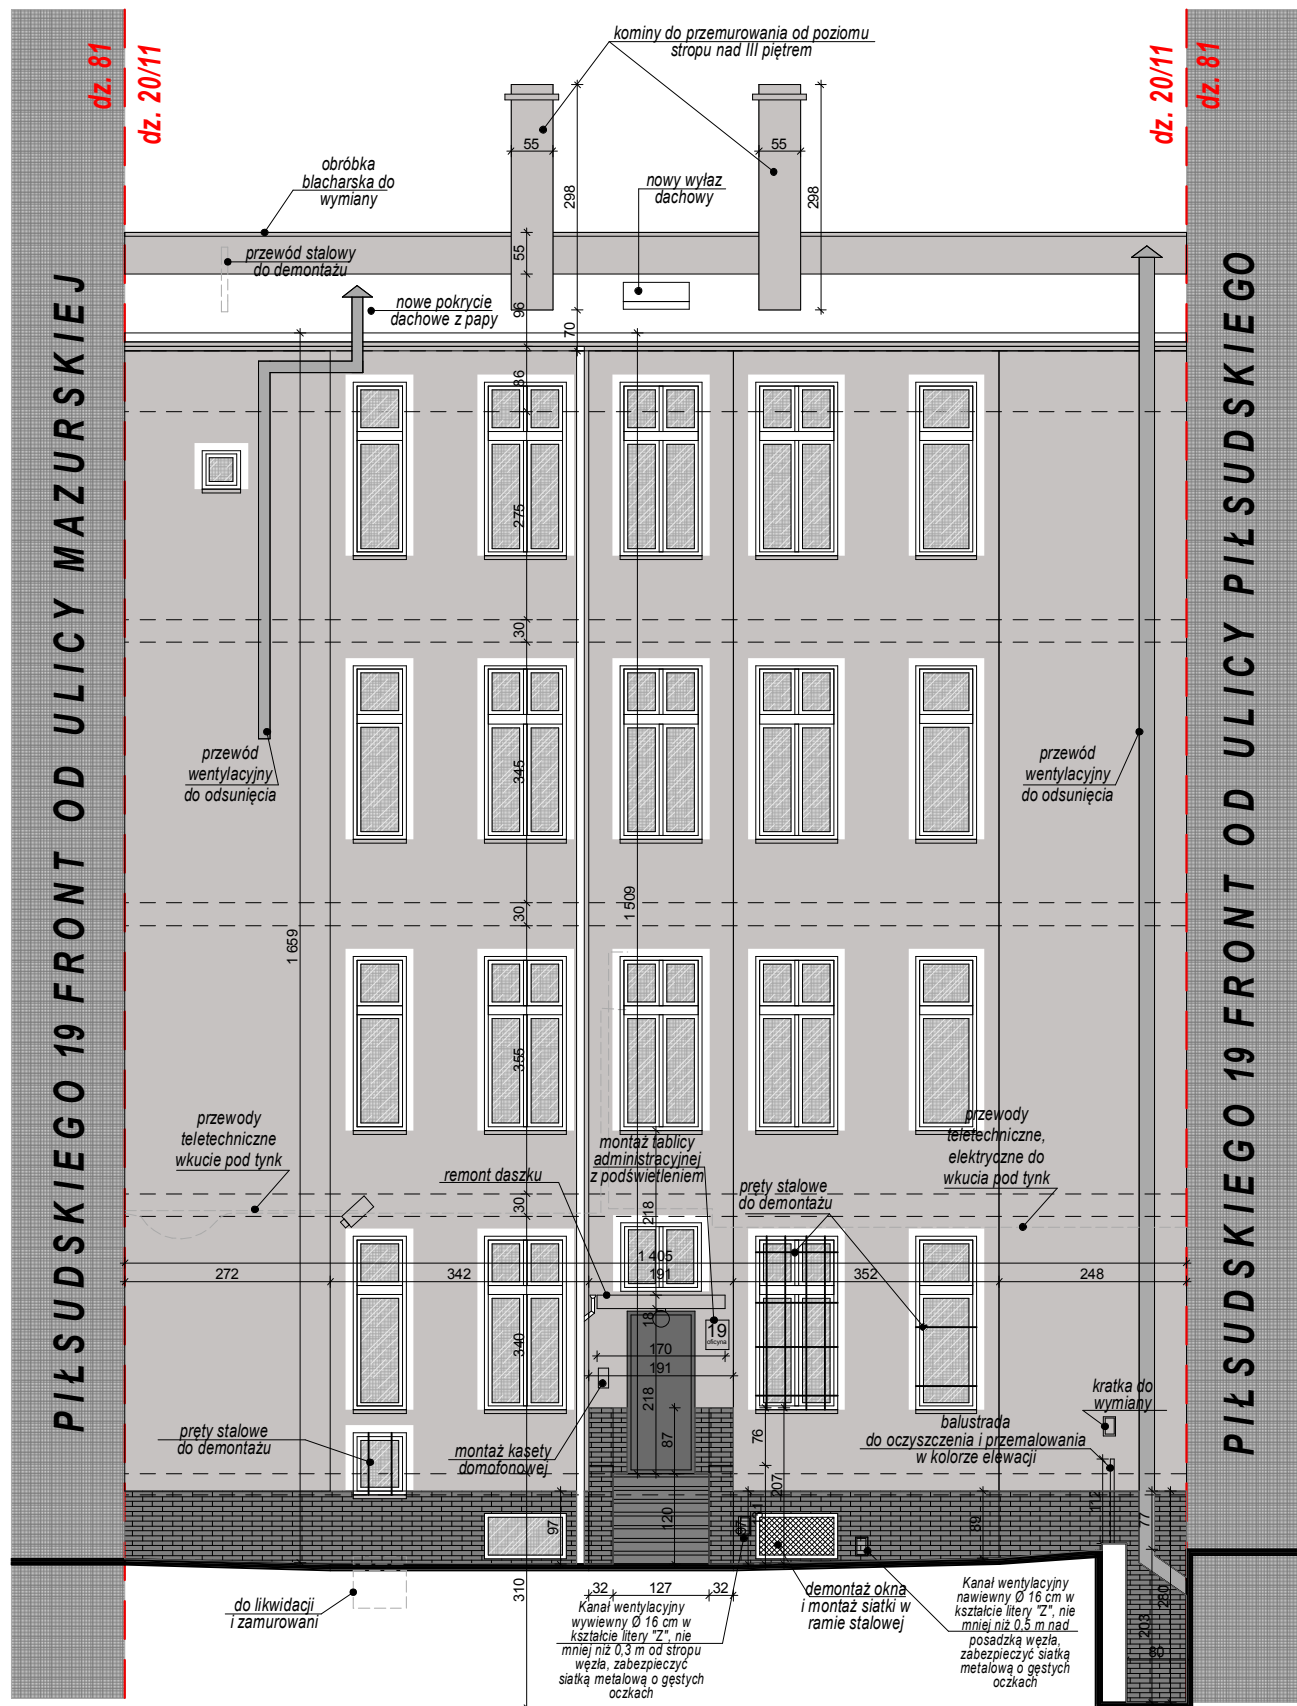 dz. 81
dz. 20/11
dz. 20/11
dz. 81
kominy do przemurowania od poziomu
stropu nad III piętrem
55
55
298
298
obróbka
blacharska do
wymiany
nowy wyłaz
dachowy
przewód stalowy
do demontażu
55
96
70
nowe pokrycie
dachowe z papy
PIŁSUDSKIEGO 19 FRONT OD ULICY MAZURSKIEJ
PIŁSUDSKIEGO 19 FRONT OD ULICY PIŁSUDSKIEGO
86
275
30
345
30
355
30
340
310
1 659
1 509
przewód
wentylacyjny
do odsunięcia
przewód
wentylacyjny
do odsunięcia
przewody
teletechniczne
wkucie pod tynk
przewody
teletechniczne,
elektryczne do
wkucia pod tynk
montaż tablicy
administracyjnej
z podświetleniem
remont daszku
pręty stalowe
do demontażu
218
1 405
272
342
191
352
248
18
19
oficyna
170
191
218
87
76
207
kratka do
wymiany
balustrada
do oczyszczenia i przemalowania
w kolorze elewacji
pręty stalowe
do demontażu
montaż kasety
domofonowej
97
120
97
89
172
77
230
203
80
32
127
32
do likwidacji
i zamurowani
Kanał wentylacyjny
wywiewny Ø 16 cm w
kształcie litery "Z", nie
mniej niż 0,3 m od stropu
węzła, zabezpieczyć
siatką metalową o gęstych
oczkach
demontaż okna
i montaż siatki w
ramie stalowej
Kanał wentylacyjny
nawiewny Ø 16 cm w
kształcie litery "Z", nie
mniej niż 0,5 m nad
posadzką węzła,
zabezpieczyć siatką
metalową o gęstych
oczkach